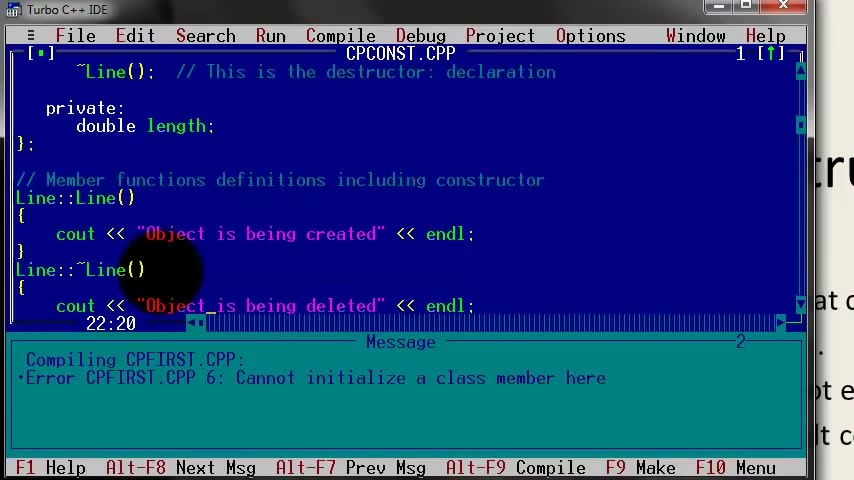 Turbo C++ IDE
≡ File Edit Search Run Compile Debug Project Options Window Help
[▪] CPCONST.CPP 1 [↑]
~Line(); // This is the destructor: declaration
private:
double length;
};
// Member functions definitions including constructor
Line::Line()
{
cout << "Object is being created" << endl;
}
Line::~Line()
{
cout << "Object is being deleted" << endl;
22:20
Message 2
Compiling CPFIRST.CPP:
•Error CPFIRST.CPP 6: Cannot initialize a class member here
F1 Help Alt-F8 Next Msg Alt-F7 Prev Msg Alt-F9 Compile F9 Make F10 Menu